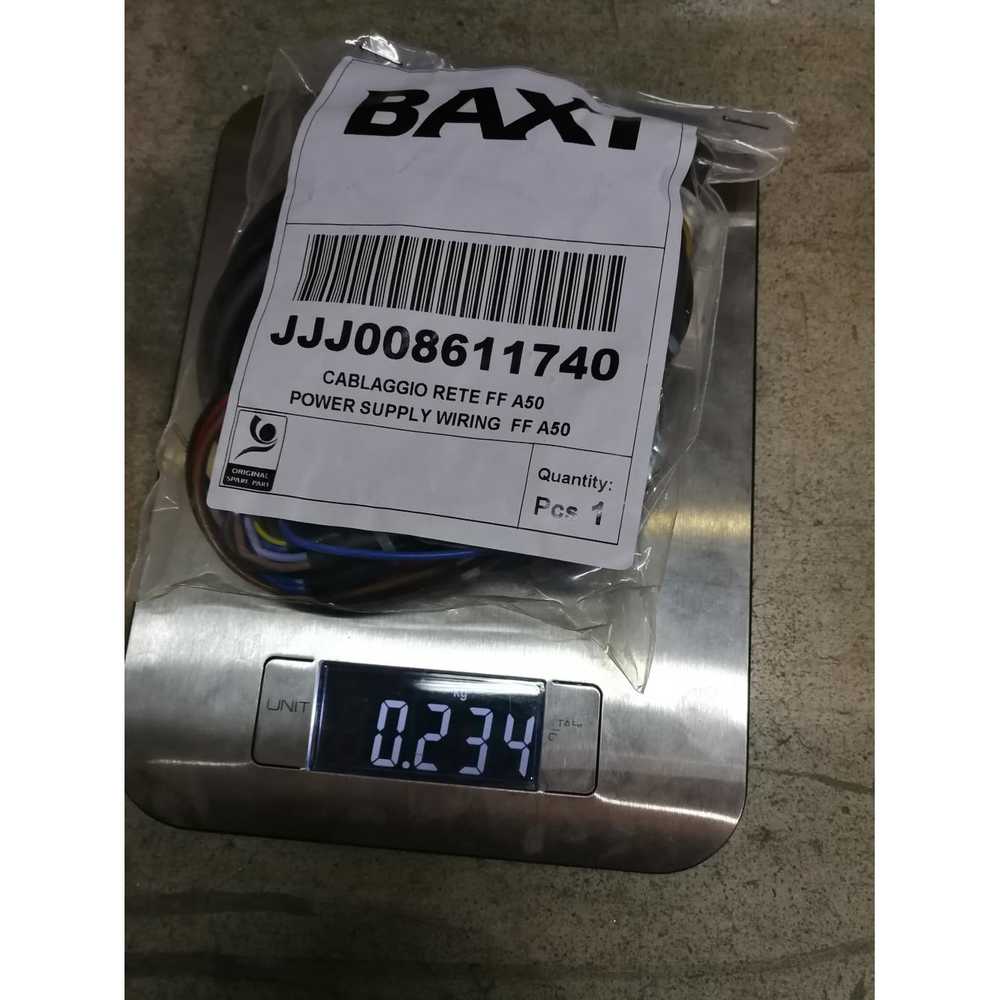 BAXI
JJJ008611740
CABLAGGIO RETE FF A50
POWER SUPPLY WIRING FF A50
ORIGINAL
SPARE PART
Quantity:
Pcs 1
kg
UNIT
0.234